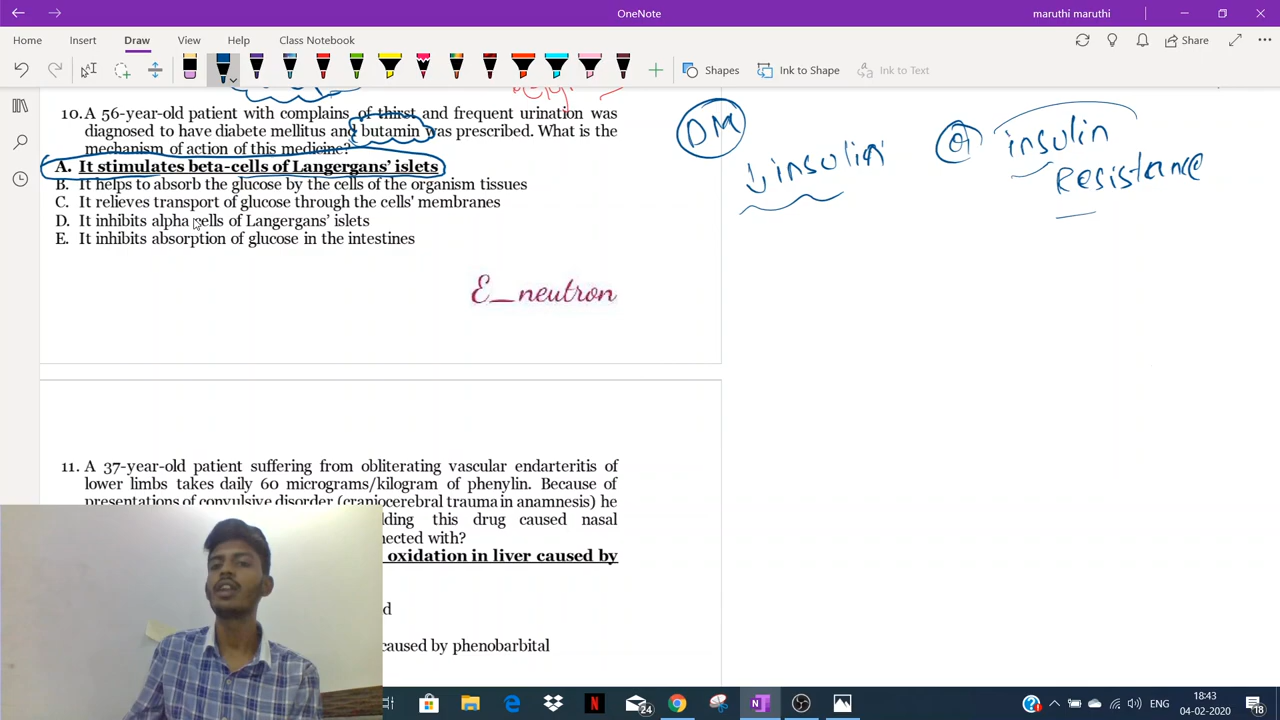 OneNote
maruthi maruthi
Home Insert Draw View Help Class Notebook
Share
Shapes
Ink to Shape
Ink to Text
10. A 56-year-old patient with complains of thirst and frequent urination was
diagnosed to have diabete mellitus and butamin was prescribed. What is the
mechanism of action of this medicine?
A. It stimulates beta-cells of Langergans’ islets
B. It helps to absorb the glucose by the cells of the organism tissues
C. It relieves transport of glucose through the cells' membranes
D. It inhibits alpha cells of Langergans’ islets
E. It inhibits absorption of glucose in the intestines
E_neutron
DM
↓ insulin
insulin
Resistance
11. A 37-year-old patient suffering from obliterating vascular endarteritis of
lower limbs takes daily 60 micrograms/kilogram of phenylin. Because of
presentations of convulsive disorder (craniocerebral trauma in anamnesis) he
lding this drug caused nasal
nected with?
oxidation in liver caused by
d
caused by phenobarbital
24
ENG
18:43
04-02-2020
18